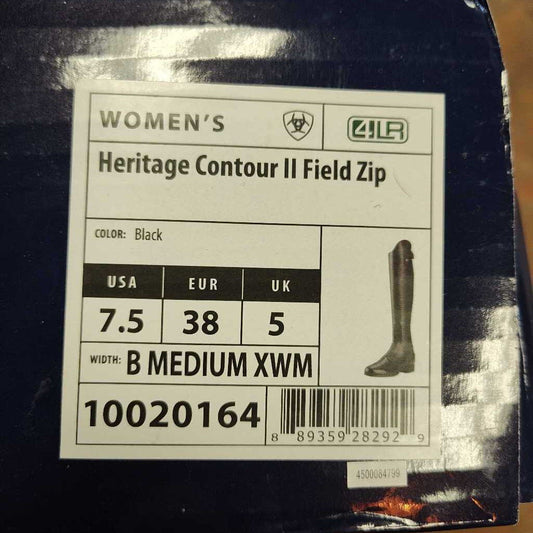 WOMEN'S
4LR
Heritage Contour II Field Zip
COLOR: Black
USA EUR UK
7.5 38 5
WIDTH: B MEDIUM XWM
10020164
8 89359 28292 9
4500084799